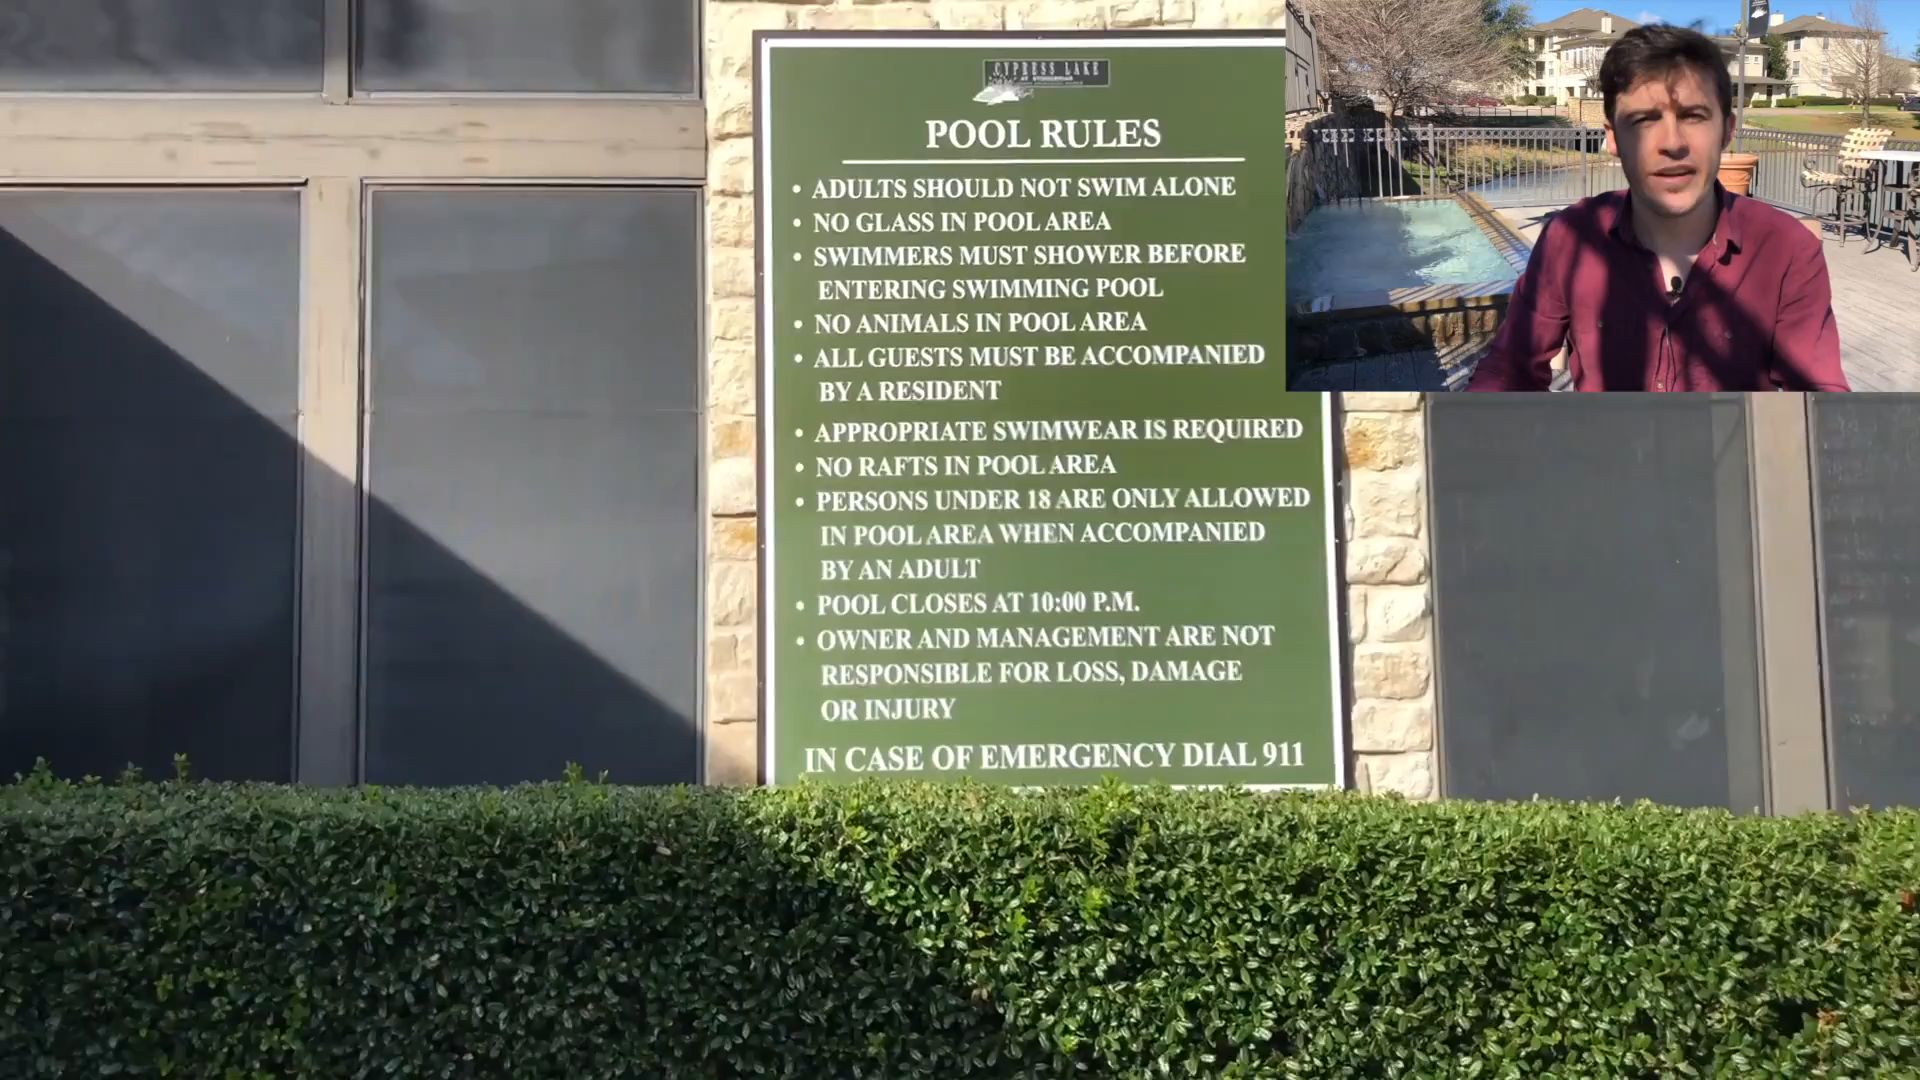 CYPRESS LAKE
POOL RULES
• ADULTS SHOULD NOT SWIM ALONE
• NO GLASS IN POOL AREA
• SWIMMERS MUST SHOWER BEFORE
ENTERING SWIMMING POOL
• NO ANIMALS IN POOL AREA
• ALL GUESTS MUST BE ACCOMPANIED
BY A RESIDENT
• APPROPRIATE SWIMWEAR IS REQUIRED
• NO RAFTS IN POOL AREA
• PERSONS UNDER 18 ARE ONLY ALLOWED
IN POOL AREA WHEN ACCOMPANIED
BY AN ADULT
• POOL CLOSES AT 10:00 P.M.
• OWNER AND MANAGEMENT ARE NOT
RESPONSIBLE FOR LOSS, DAMAGE
OR INJURY
IN CASE OF EMERGENCY DIAL 911